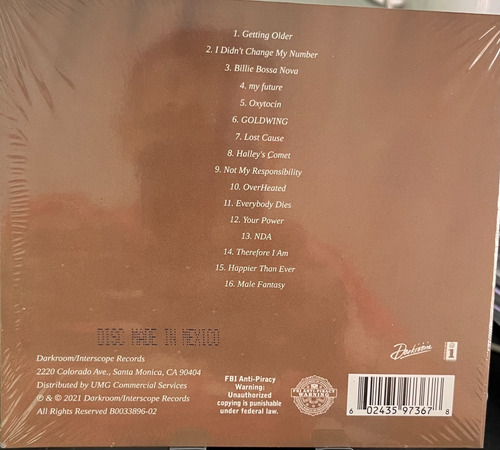 1. Getting Older
2. I Didn't Change My Number
3. Billie Bossa Nova
4. my future
5. Oxytocin
6. GOLDWING
7. Lost Cause
8. Halley's Comet
9. Not My Responsibility
10. OverHeated
11. Everybody Dies
12. Your Power
13. NDA
14. Therefore I Am
15. Happier Than Ever
16. Male Fantasy
DISC MADE IN MEXICO
Darkroom/Interscope Records
2220 Colorado Ave., Santa Monica, CA 90404
Distributed by UMG Commercial Services
℗ & © 2021 Darkroom/Interscope Records
All Rights Reserved B0033896-02
FBI Anti-Piracy
Warning:
Unauthorized
copying is punishable
under federal law.
FBI ANTI-PIRACY
WARNING
Darkroom
i
6 02435 97367 8